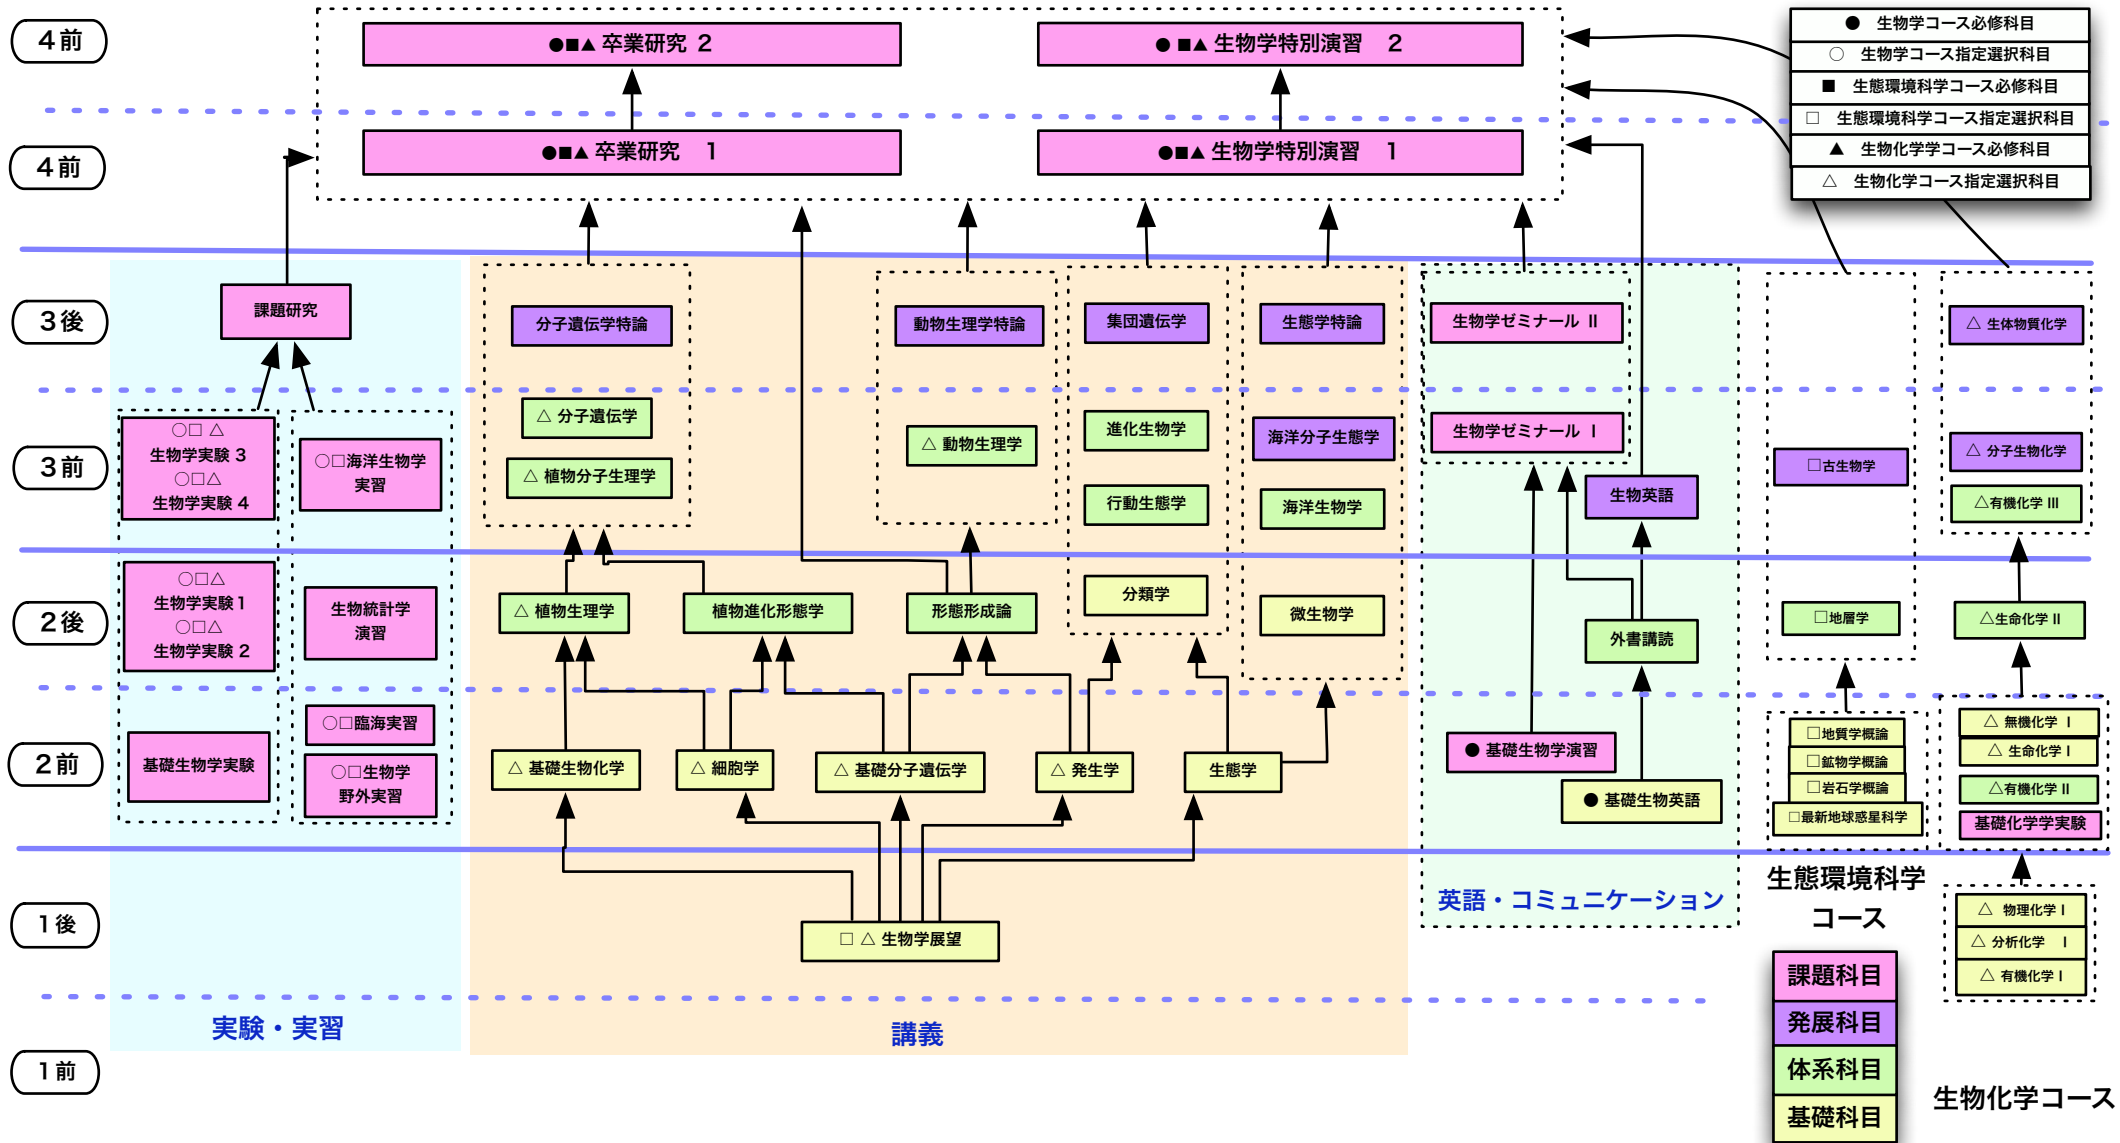 4前
●■▲ 卒業研究 2
● ■▲ 生物学特別演習 2
● 生物学コース必修科目
○ 生物学コース指定選択科目
■ 生態環境科学コース必修科目
□ 生態環境科学コース指定選択科目
▲ 生物化学学コース必修科目
△ 生物化学コース指定選択科目
4前
●■▲ 卒業研究 1
●■▲ 生物学特別演習 1
3後
課題研究
分子遺伝学特論
動物生理学特論
集団遺伝学
生態学特論
生物学ゼミナール II
△ 生体物質化学
3前
○□ △
生物学実験 3
○□△
生物学実験 4
○□海洋生物学
実習
△ 分子遺伝学
△ 植物分子生理学
△ 動物生理学
進化生物学
行動生態学
海洋分子生態学
海洋生物学
生物学ゼミナール I
生物英語
□古生物学
△ 分子生物化学
△有機化学 III
2後
○□△
生物学実験 1
○□△
生物学実験 2
生物統計学
演習
△ 植物生理学
植物進化形態学
形態形成論
分類学
微生物学
外書講読
□地層学
△生命化学 II
2前
基礎生物学実験
○□臨海実習
○□生物学
野外実習
△ 基礎生物化学
△ 細胞学
△ 基礎分子遺伝学
△ 発生学
生態学
● 基礎生物学演習
● 基礎生物英語
□地質学概論
□鉱物学概論
□岩石学概論
□最新地球惑星科学
△ 無機化学 I
△ 生命化学 I
△有機化学 II
基礎化学学実験
1後
□ △ 生物学展望
英語・コミュニケーション
生態環境科学
コース
△ 物理化学 I
△ 分析化学 I
△ 有機化学 I
1前
実験・実習
講義
課題科目
発展科目
体系科目
基礎科目
生物化学コース